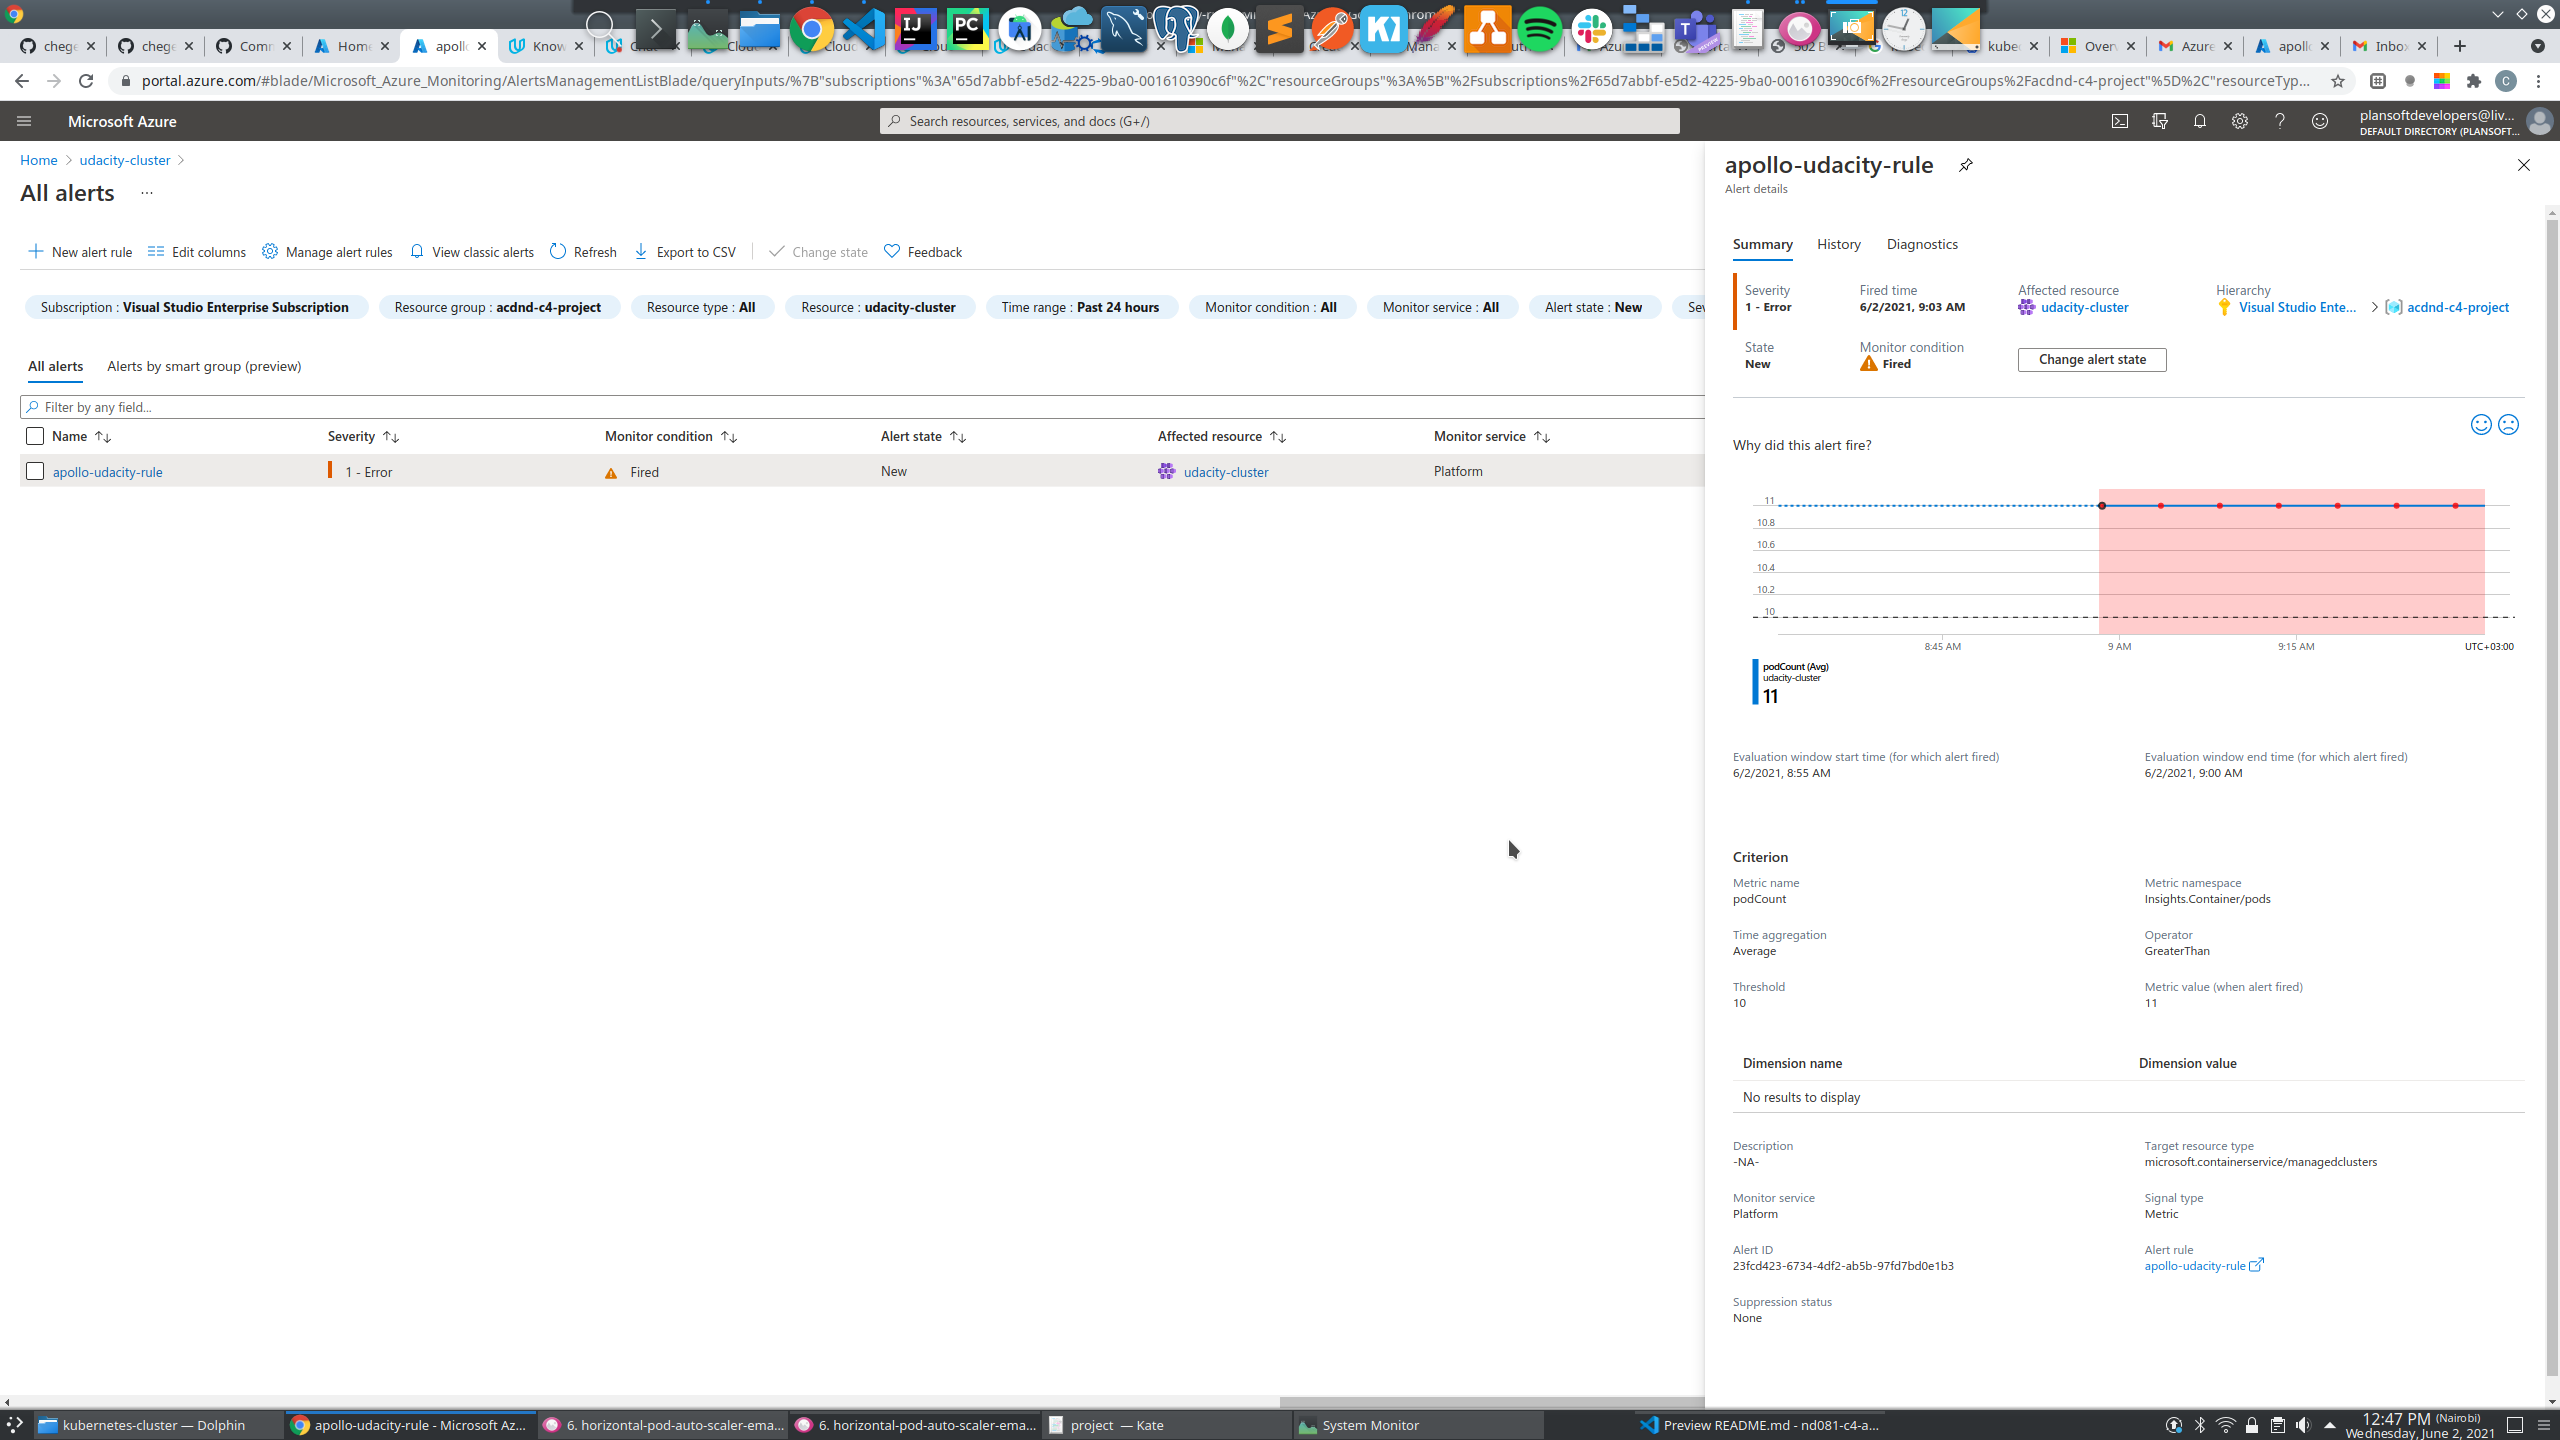 chege
chege
Comm
Home
apollo
Know
kubec
Over
Azure
apollo
Inbox
portal.azure.com/#blade/Microsoft_Azure_Monitoring/AlertsManagementListBlade/queryInputs/%7B"subscriptions"%3A"65d7abbf-e5d2-4225-9ba0-001610390c6f"%2C"resourceGroups"%3A%5B"%2Fsubscriptions%2F65d7abbf-e5d2-4225-9ba0-001610390c6f%2FresourceGroups%2Facdnd-c4-project"%5D%2C"resourceTyp...
Microsoft Azure
Search resources, services, and docs (G+/)
plansoftdevelopers@liv...
DEFAULT DIRECTORY (PLANSOFT...
Home > udacity-cluster >
All alerts ...
New alert rule Edit columns Manage alert rules View classic alerts Refresh Export to CSV Change state Feedback
Subscription : Visual Studio Enterprise Subscription Resource group : acdnd-c4-project Resource type : All Resource : udacity-cluster Time range : Past 24 hours Monitor condition : All Monitor service : All Alert state : New Sev
All alerts Alerts by smart group (preview)
Filter by any field...
Name Severity Monitor condition Alert state Affected resource Monitor service
apollo-udacity-rule 1 - Error Fired New udacity-cluster Platform
apollo-udacity-rule
Alert details
Summary History Diagnostics
Severity Fired time Affected resource Hierarchy
1 - Error 6/2/2021, 9:03 AM udacity-cluster Visual Studio Ente... > acdnd-c4-project
State Monitor condition
New Fired Change alert state
Why did this alert fire?
11
10.8
10.6
10.4
10.2
10
8:45 AM 9 AM 9:15 AM UTC+03:00
podCount (Avg)
udacity-cluster
11
Evaluation window start time (for which alert fired) Evaluation window end time (for which alert fired)
6/2/2021, 8:55 AM 6/2/2021, 9:00 AM
Criterion
Metric name Metric namespace
podCount Insights.Container/pods
Time aggregation Operator
Average GreaterThan
Threshold Metric value (when alert fired)
10 11
Dimension name Dimension value
No results to display
Description Target resource type
-NA- microsoft.containerservice/managedclusters
Monitor service Signal type
Platform Metric
Alert ID Alert rule
23fcd423-6734-4df2-ab5b-97fd7bd0e1b3 apollo-udacity-rule
Suppression status
None
kubernetes-cluster — Dolphin apollo-udacity-rule - Microsoft Az... 6. horizontal-pod-auto-scaler-ema... 6. horizontal-pod-auto-scaler-ema... project — Kate System Monitor Preview README.md - nd081-c4-a...
12:47 PM (Nairobi)
Wednesday, June 2, 2021